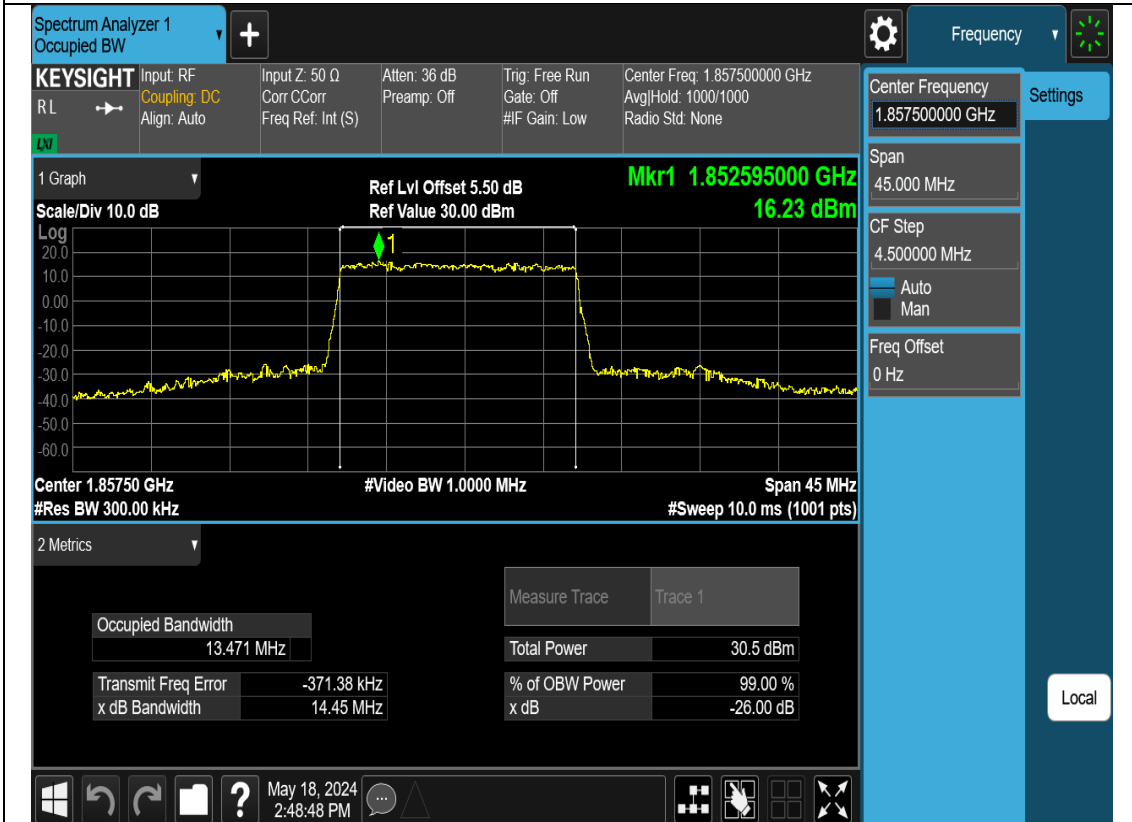 Spectrum Analyzer 1
Occupied BW
Frequency
KEYSIGHT
RL
LXI
Input: RF
Coupling: DC
Align: Auto
Input Z: 50 Ω
Corr CCorr
Freq Ref: Int (S)
Atten: 36 dB
Preamp: Off
Trig: Free Run
Gate: Off
#IF Gain: Low
Center Freq: 1.857500000 GHz
Avg|Hold: 1000/1000
Radio Std: None
Center Frequency
1.857500000 GHz
Settings
Span
45.000 MHz
CF Step
4.500000 MHz
Auto
Man
Freq Offset
0 Hz
Local
1 Graph
Scale/Div 10.0 dB
Ref Lvl Offset 5.50 dB
Ref Value 30.00 dBm
Mkr1 1.852595000 GHz
16.23 dBm
Log
1
20.0
10.0
0.00
-10.0
-20.0
-30.0
-40.0
-50.0
-60.0
Center 1.85750 GHz
#Video BW 1.0000 MHz
Span 45 MHz
#Res BW 300.00 kHz
#Sweep 10.0 ms (1001 pts)
2 Metrics
Measure Trace Trace 1
Occupied Bandwidth
13.471 MHz
Total Power 30.5 dBm
Transmit Freq Error -371.38 kHz
% of OBW Power 99.00 %
x dB Bandwidth 14.45 MHz
x dB -26.00 dB
?
May 18, 2024
2:48:48 PM